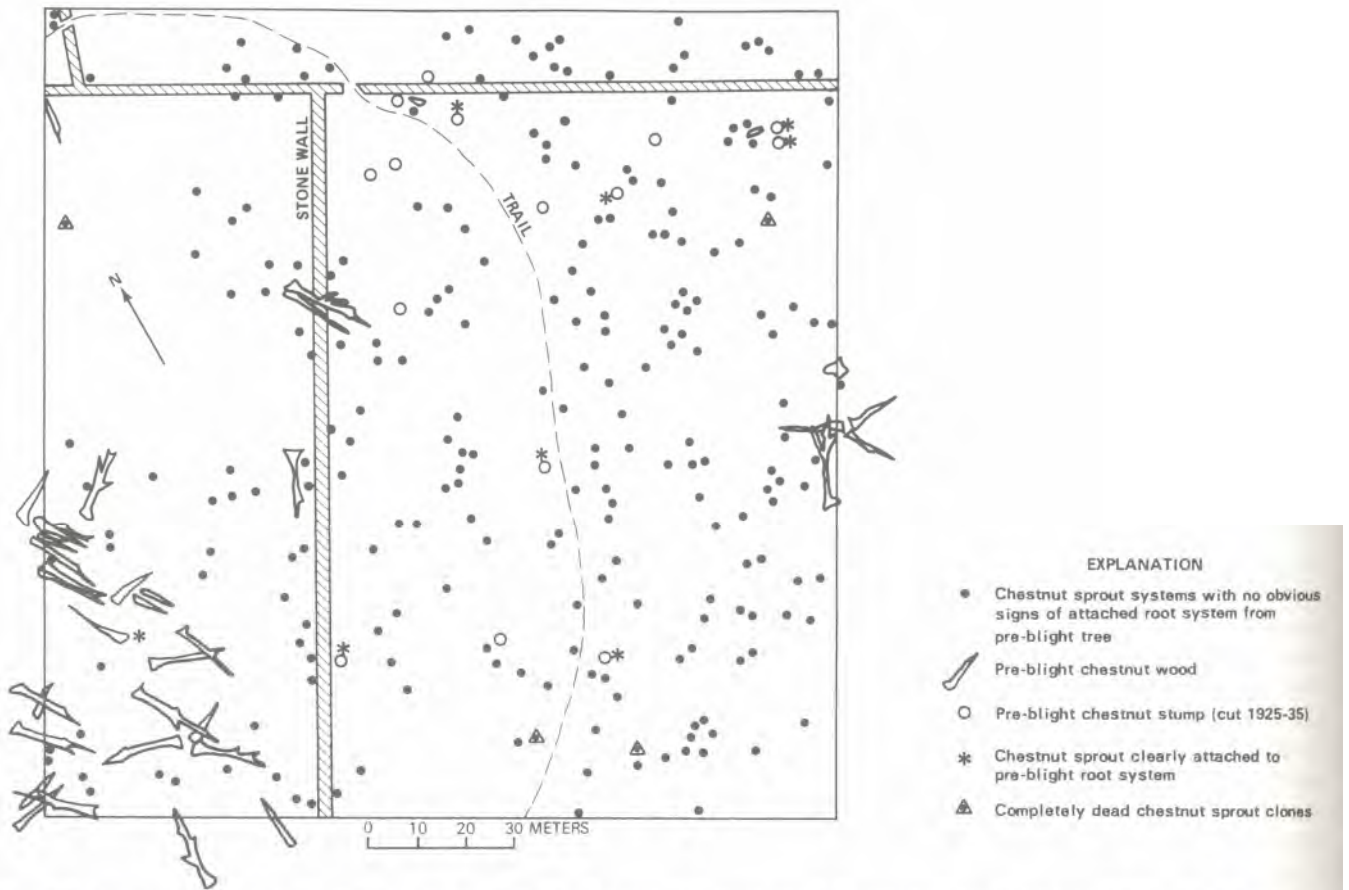 STONE WALL
TRAIL
N
0 10 20 30 METERS
EXPLANATION
Chestnut sprout systems with no obvious
signs of attached root system from
pre-blight tree
Pre-blight chestnut wood
Pre-blight chestnut stump (cut 1925-35)
Chestnut sprout clearly attached to
pre-blight root system
Completely dead chestnut sprout clones